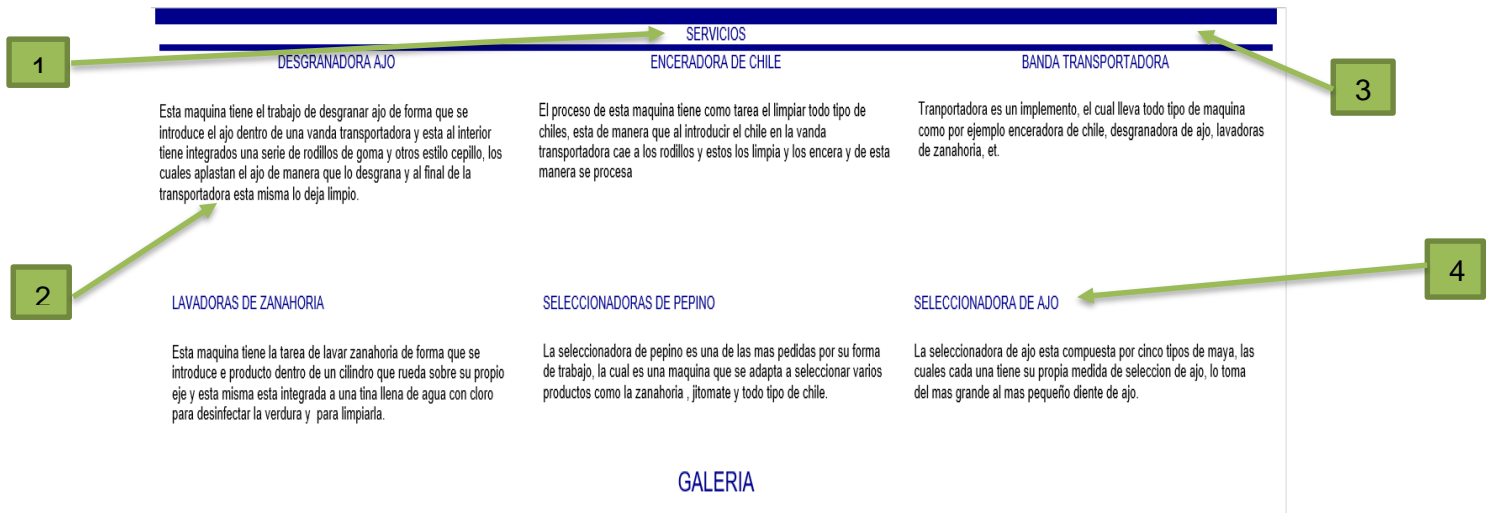 SERVICIOS
1
3
DESGRANADORA AJO
Esta maquina tiene el trabajo de desgranar ajo de forma que se
introduce el ajo dentro de una vanda transportadora y esta al interior
tiene integrados una serie de rodillos de goma y otros estilo cepillo, los
cuales aplastan el ajo de manera que lo desgrana y al final de la
transportadora esta misma lo deja limpio.
ENCERADORA DE CHILE
El proceso de esta maquina tiene como tarea el limpiar todo tipo de
chiles, esta de manera que al introducir el chile en la vanda
transportadora cae a los rodillos y estos los limpia y los encera y de esta
manera se procesa
BANDA TRANSPORTADORA
Tranportadora es un implemento, el cual lleva todo tipo de maquina
como por ejemplo enceradora de chile, desgranadora de ajo, lavadoras
de zanahoria, et.
2
4
LAVADORAS DE ZANAHORIA
Esta maquina tiene la tarea de lavar zanahoria de forma que se
introduce e producto dentro de un cilindro que rueda sobre su propio
eje y esta misma esta integrada a una tina llena de agua con cloro
para desinfectar la verdura y para limpiarla.
SELECCIONADORAS DE PEPINO
La seleccionadora de pepino es una de las mas pedidas por su forma
de trabajo, la cual es una maquina que se adapta a seleccionar varios
productos como la zanahoria , jitomate y todo tipo de chile.
SELECCIONADORA DE AJO
La seleccionadora de ajo esta compuesta por cinco tipos de maya, las
cuales cada una tiene su propia medida de seleccion de ajo, lo toma
del mas grande al mas pequeño diente de ajo.
GALERIA